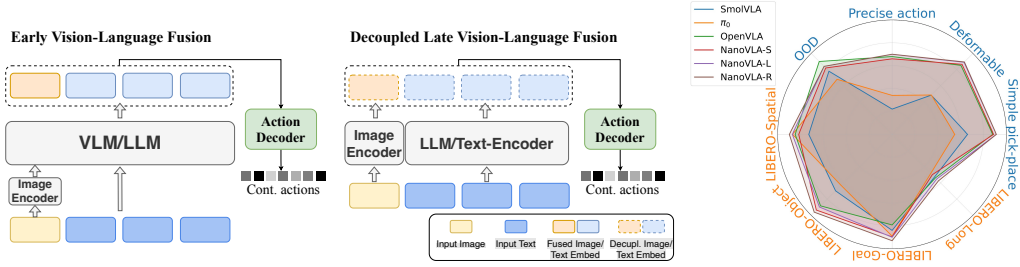 Early Vision-Language Fusion
VLM/LLM
Image
Encoder
Action
Decoder
Cont. actions
Decoupled Late Vision-Language Fusion
Image
Encoder
LLM/Text-Encoder
Action
Decoder
Cont. actions
Input Image
Input Text
Fused Image/
Text Embed
Decupl. Image/
Text Embed
SmolVLA
π₀
OpenVLA
NanoVLA-S
NanoVLA-L
NanoVLA-R
Precise action
Deformable
Simple pick-place
LIBERO-Long
LIBERO-Goal
LIBERO-Object
LIBERO-Spatial
OOD